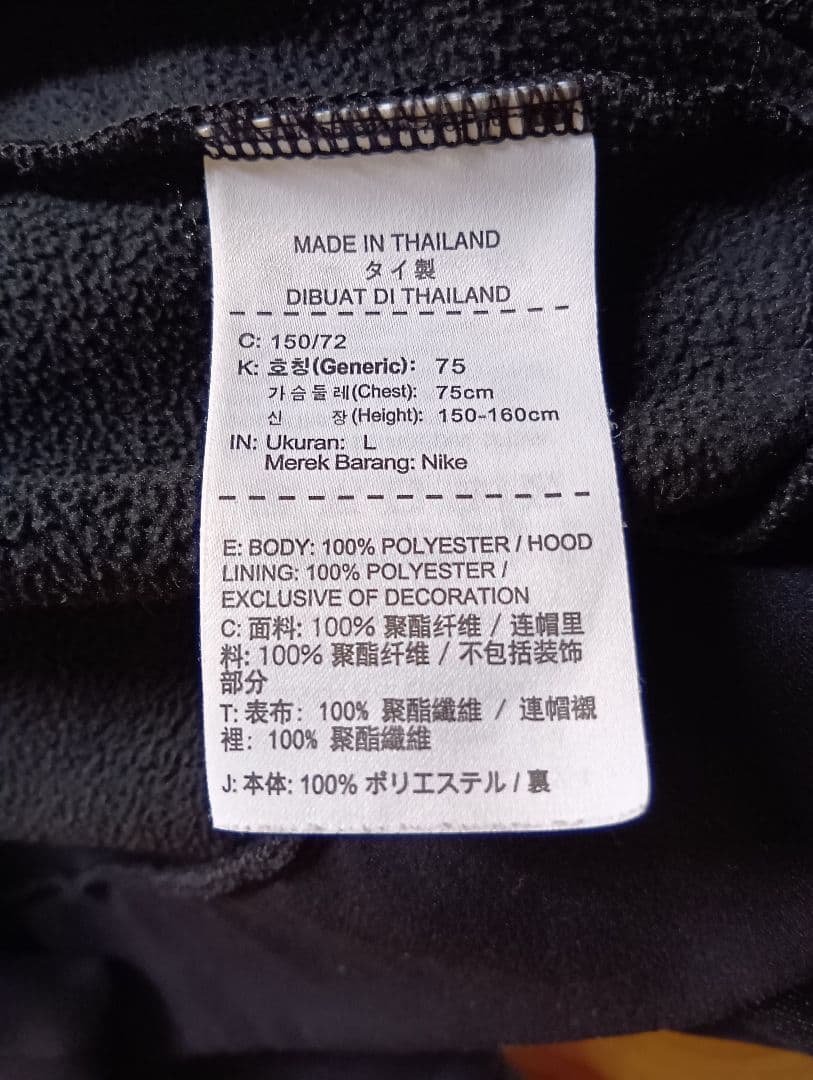 MADE IN THAILAND
タイ製
DIBUAT DI THAILAND
C: 150/72
K: 호칭(Generic): 75
가슴둘레(Chest): 75cm
신 장(Height): 150-160cm
IN: Ukuran: L
Merek Barang: Nike
E: BODY: 100% POLYESTER / HOOD
LINING: 100% POLYESTER /
EXCLUSIVE OF DECORATION
C: 面料: 100% 聚酯纤维 / 连帽里
料: 100% 聚酯纤维 / 不包括装饰
部分
T: 表布: 100% 聚酯纖維 / 連帽襯
裡: 100% 聚酯纖維
J: 本体: 100% ポリエステル / 裏